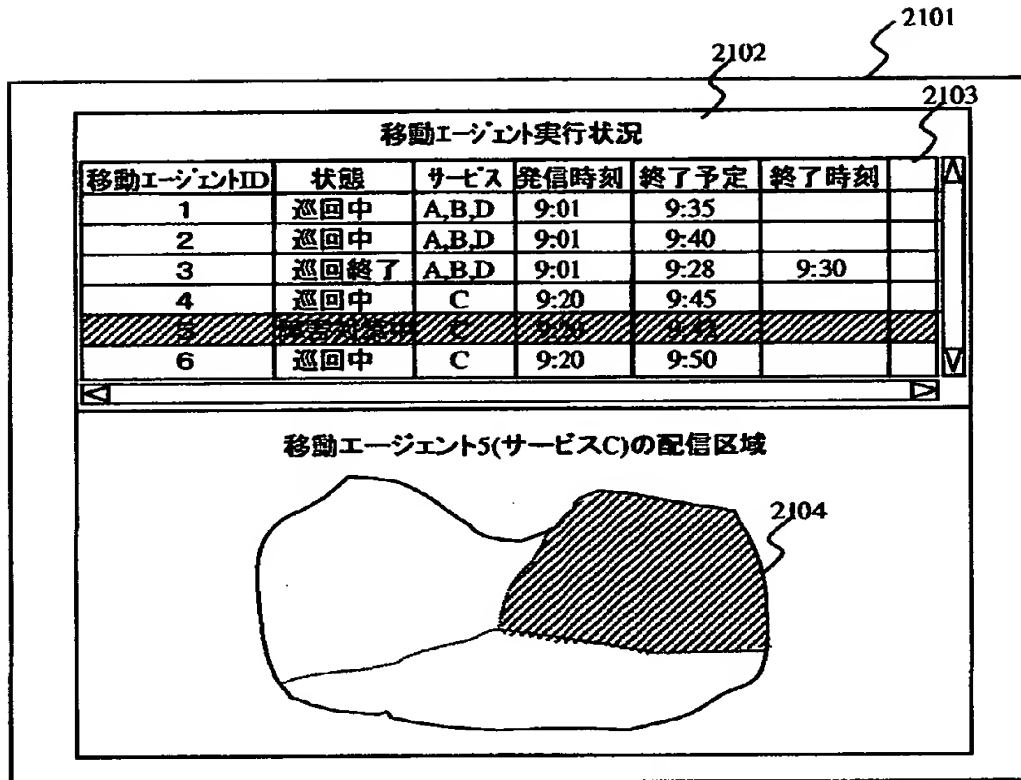 2101
2102
2103
移動エージェント実行状況
移動エージェントID 状態 サービス 発信時刻 終了予定 終了時刻
1 巡回中 A,B,D 9:01 9:35
2 巡回中 A,B,D 9:01 9:40
3 巡回終了 A,B,D 9:01 9:28 9:30
4 巡回中 C 9:20 9:45
5 C
6 巡回中 C 9:20 9:50
移動エージェント5(サービスC)の配信区域
2104